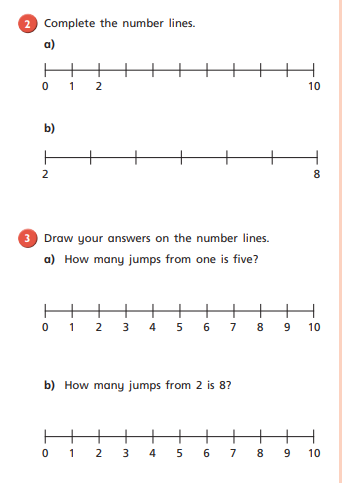 2 Complete the number lines.
a)
0 1 2 10
b)
2 8
3 Draw your answers on the number lines.
a) How many jumps from one is five?
0 1 2 3 4 5 6 7 8 9 10
b) How many jumps from 2 is 8?
0 1 2 3 4 5 6 7 8 9 10